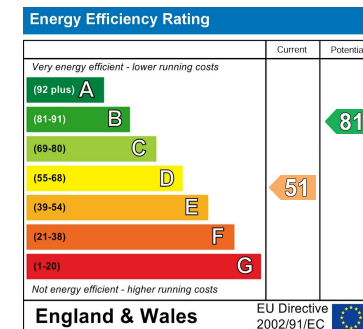 Energy Efficiency Rating
Current Potentia
Very energy efficient - lower running costs
(92 plus) A
(81-91) B
81
(69-80) C
(55-68) D
51
(39-54) E
(21-38) F
(1-20) G
Not energy efficient - higher running costs
England & Wales
EU Directive
2002/91/EC